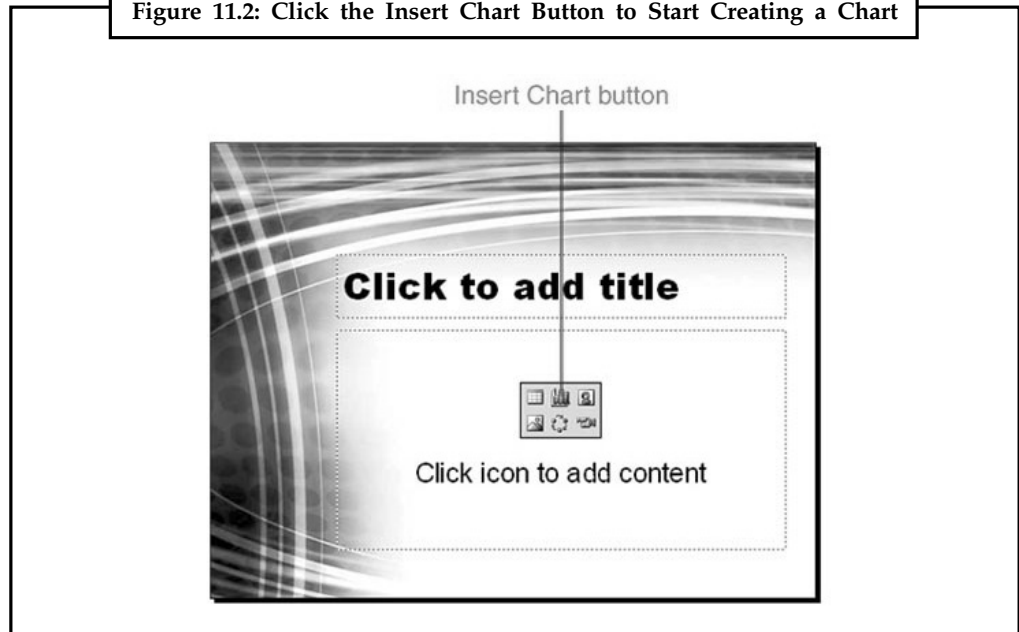 Figure 11.2: Click the Insert Chart Button to Start Creating a Chart
Insert Chart button
Click to add title
Click icon to add content